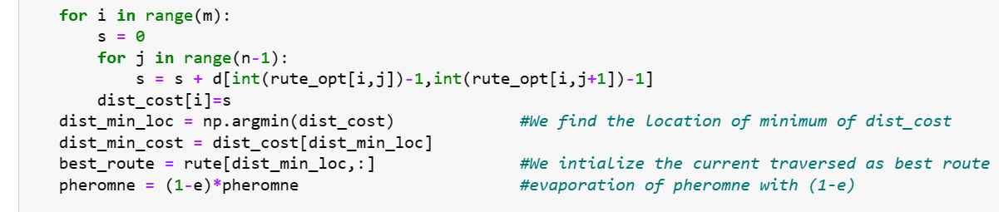 for i in range(m):
s = 0
for j in range(n-1):
s = s + d[int(rute_opt[i,j])-1,int(rute_opt[i,j+1])-1]
dist_cost[i]=s
dist_min_loc = np.argmin(dist_cost) #We find the location of minimum of dist_cost
dist_min_cost = dist_cost[dist_min_loc]
best_route = rute[dist_min_loc,:] #We intialize the current traversed as best route
pheromne = (1-e)*pheromne #evaporation of pheromne with (1-e)